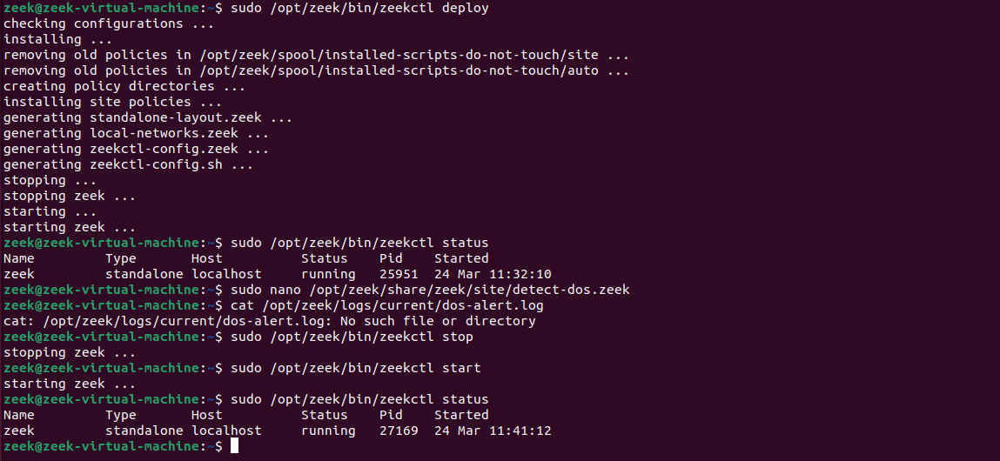 zeek@zeek-virtual-machine:~$ sudo /opt/zeek/bin/zeekctl deploy
checking configurations ...
installing ...
removing old policies in /opt/zeek/spool/installed-scripts-do-not-touch/site ...
removing old policies in /opt/zeek/spool/installed-scripts-do-not-touch/auto ...
creating policy directories ...
installing site policies ...
generating standalone-layout.zeek ...
generating local-networks.zeek ...
generating zeekctl-config.zeek ...
generating zeekctl-config.sh ...
stopping ...
stopping zeek ...
starting ...
starting zeek ...
zeek@zeek-virtual-machine:~$ sudo /opt/zeek/bin/zeekctl status
Name         Type       Host          Status    Pid    Started
zeek         standalone localhost     running   25951  24 Mar 11:32:10
zeek@zeek-virtual-machine:~$ sudo nano /opt/zeek/share/zeek/site/detect-dos.zeek
zeek@zeek-virtual-machine:~$ cat /opt/zeek/logs/current/dos-alert.log
cat: /opt/zeek/logs/current/dos-alert.log: No such file or directory
zeek@zeek-virtual-machine:~$ sudo /opt/zeek/bin/zeekctl stop
stopping zeek ...
zeek@zeek-virtual-machine:~$ sudo /opt/zeek/bin/zeekctl start
starting zeek ...
zeek@zeek-virtual-machine:~$ sudo /opt/zeek/bin/zeekctl status
Name         Type       Host          Status    Pid    Started
zeek         standalone localhost     running   27169  24 Mar 11:41:12
zeek@zeek-virtual-machine:~$